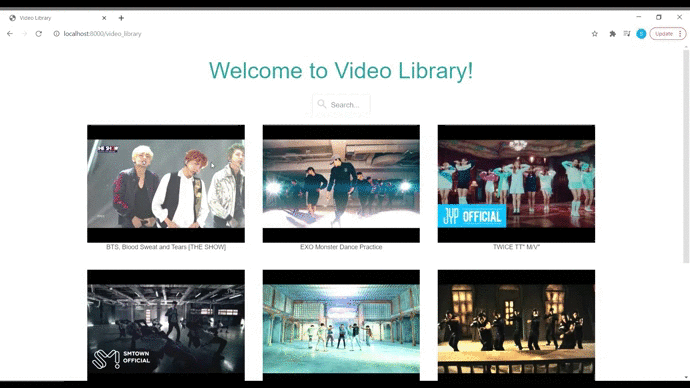 Video Library
localhost:8000/video_library
Update
Welcome to Video Library!
Search...
THE SHOW
JYP OFFICIAL
BTS, Blood Sweat and Tears [THE SHOW]
EXO Monster Dance Practice
TWICE TT" M/V"
SMTOWN
OFFICIAL